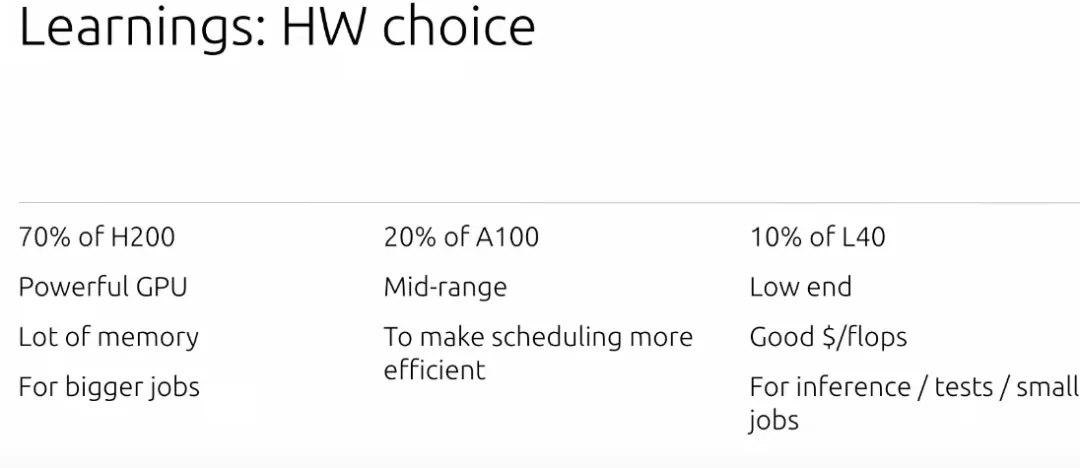 Learnings: HW choice
70% of H200
Powerful GPU
Lot of memory
For bigger jobs
20% of A100
Mid-range
To make scheduling more
efficient
10% of L40
Low end
Good $/flops
For inference / tests / small
jobs